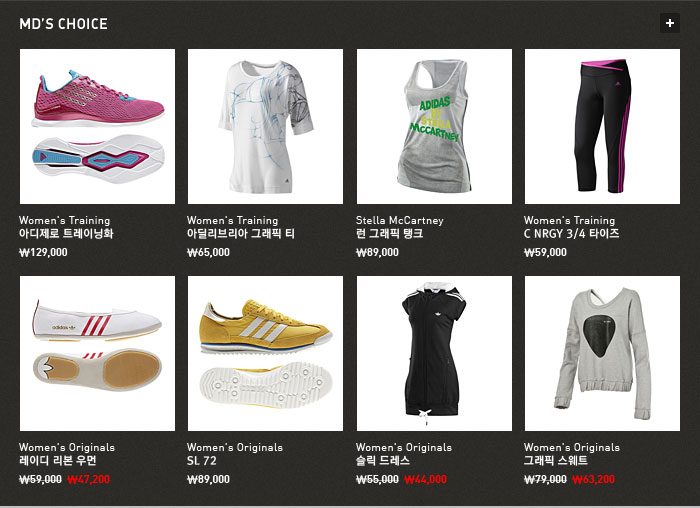 MD'S CHOICE
+
Women's Training
아디제로 트레이닝화
₩129,000
Women's Training
아딜리브리아 그래픽 티
₩65,000
ADIDAS
BY
STELLA
McCARTNEY
Stella McCartney
런 그래픽 탱크
₩89,000
Women's Training
C NRGY 3/4 타이즈
₩59,000
adidas
Women's Originals
레이디 리본 우먼
₩59,000 ₩47,200
Women's Originals
SL 72
₩89,000
Women's Originals
슬릭 드레스
₩55,000 ₩44,000
Women's Originals
그래픽 스웨트
₩79,000 ₩63,200